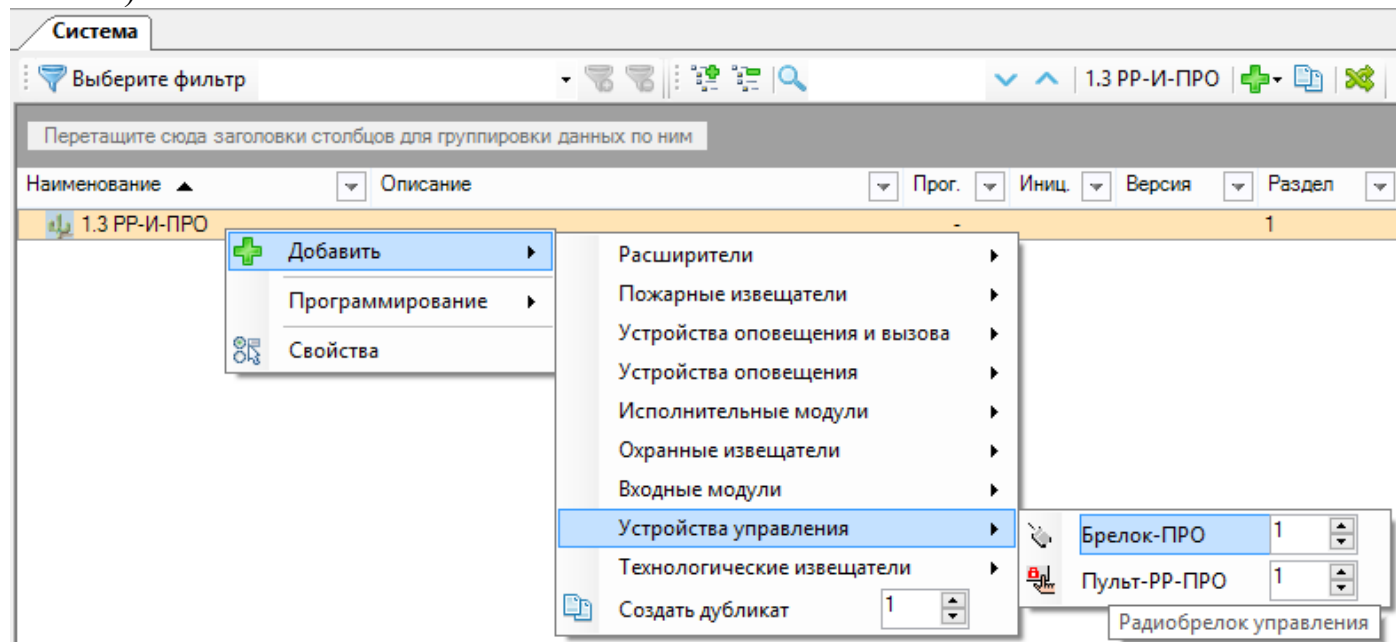 Система
Выберите фильтр 1.3 РР-И-ПРО
Перетащите сюда заголовки столбцов для группировки данных по ним
Наименование Описание Прог. Иниц. Версия Раздел
1.3 РР-И-ПРО - 1
Добавить
Программирование
Свойства
Расширители
Пожарные извещатели
Устройства оповещения и вызова
Устройства оповещения
Исполнительные модули
Охранные извещатели
Входные модули
Устройства управления
Технологические извещатели
Создать дубликат 1
Брелок-ПРО 1
Пульт-РР-ПРО 1
Радиобрелок управления